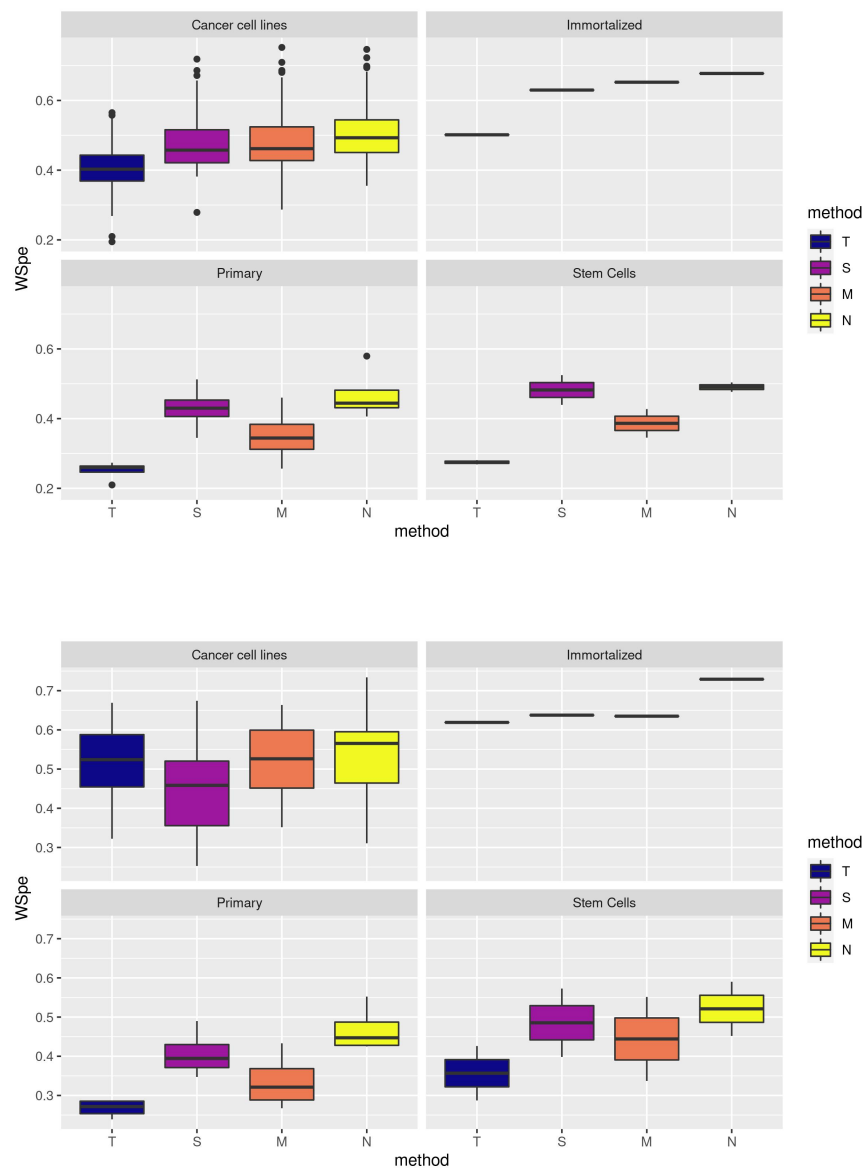 Cancer cell lines
Immortalized
0.6
0.4
0.2
WSpe
Primary
Stem Cells
0.6
0.4
0.2
T
S
M
N
T
S
M
N
method
method
T
S
M
N
Cancer cell lines
Immortalized
0.7
0.6
0.5
0.4
0.3
WSpe
Primary
Stem Cells
0.7
0.6
0.5
0.4
0.3
T
S
M
N
T
S
M
N
method
method
T
S
M
N